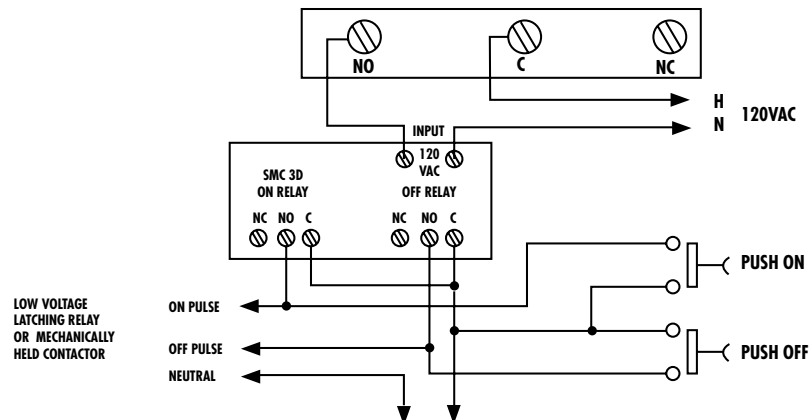 NO C NC
H
120VAC
N
INPUT
120
VAC
SMC 3D
ON RELAY
OFF RELAY
NC NO C
NC NO C
PUSH ON
LOW VOLTAGE
LATCHING RELAY
OR MECHANICALLY
HELD CONTACTOR
ON PULSE
OFF PULSE
NEUTRAL
PUSH OFF